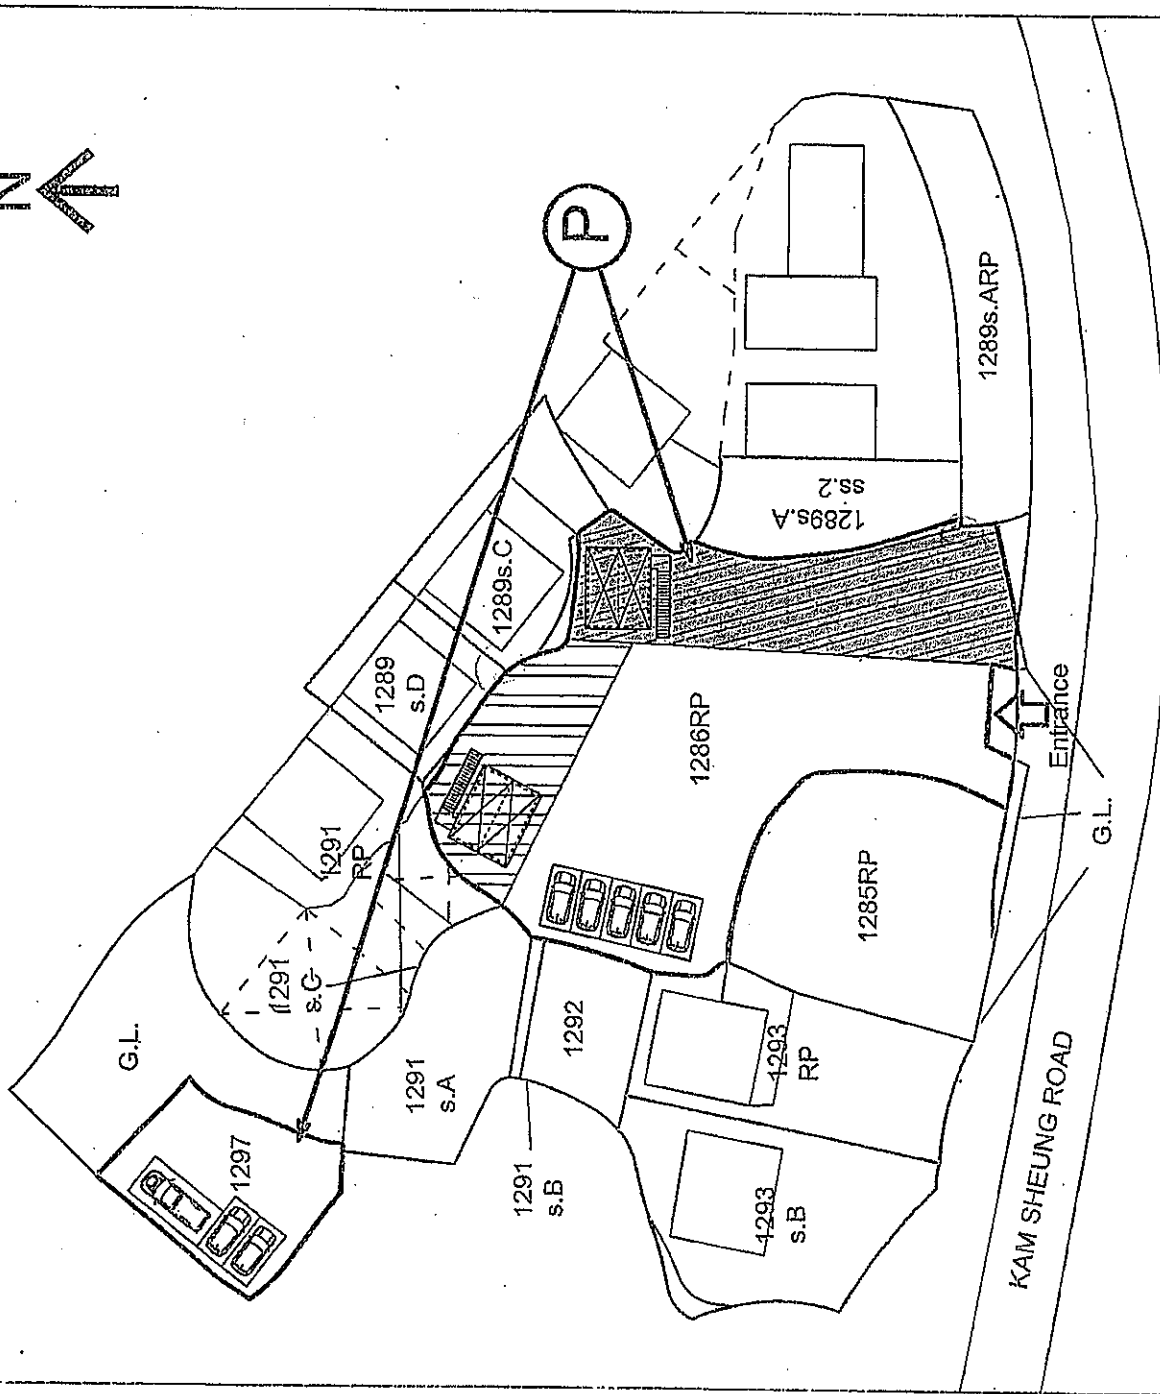 N
P
1289s.ARP
1289s.A
ss.2
1289s.C
1289
s.D
1286RP
Entrance
G.L.
1291
RP
1285RP
1291
s.C
G.L.
1292
1291
s.A
1293
RP
1297
1291
s.B
1293
s.B
KAM SHEUNG ROAD